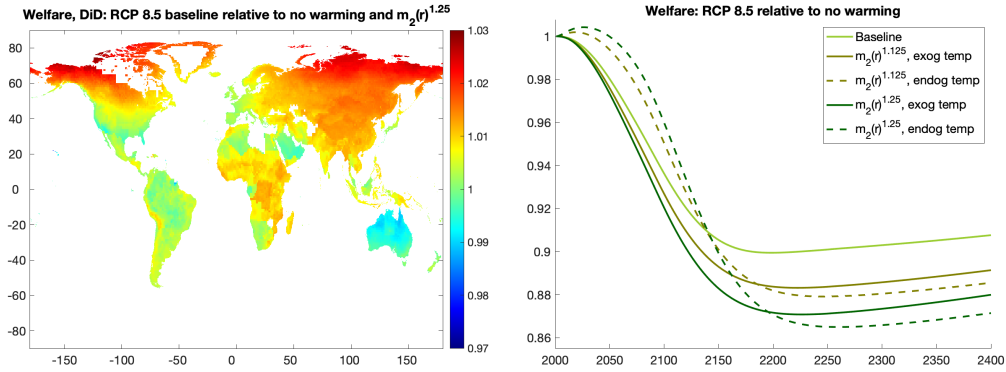 Welfare, DiD: RCP 8.5 baseline relative to no warming and m₂(r)^1.25
80
60
40
20
0
-20
-40
-60
-80
-150 -100 -50 0 50 100 150
1.03
1.02
1.01
1
0.99
0.98
0.97
Welfare: RCP 8.5 relative to no warming
1
0.98
0.96
0.94
0.92
0.9
0.88
0.86
2000 2050 2100 2150 2200 2250 2300 2350 2400
Baseline
m₂(r)^1.125, exog temp
m₂(r)^1.125, endog temp
m₂(r)^1.25, exog temp
m₂(r)^1.25, endog temp